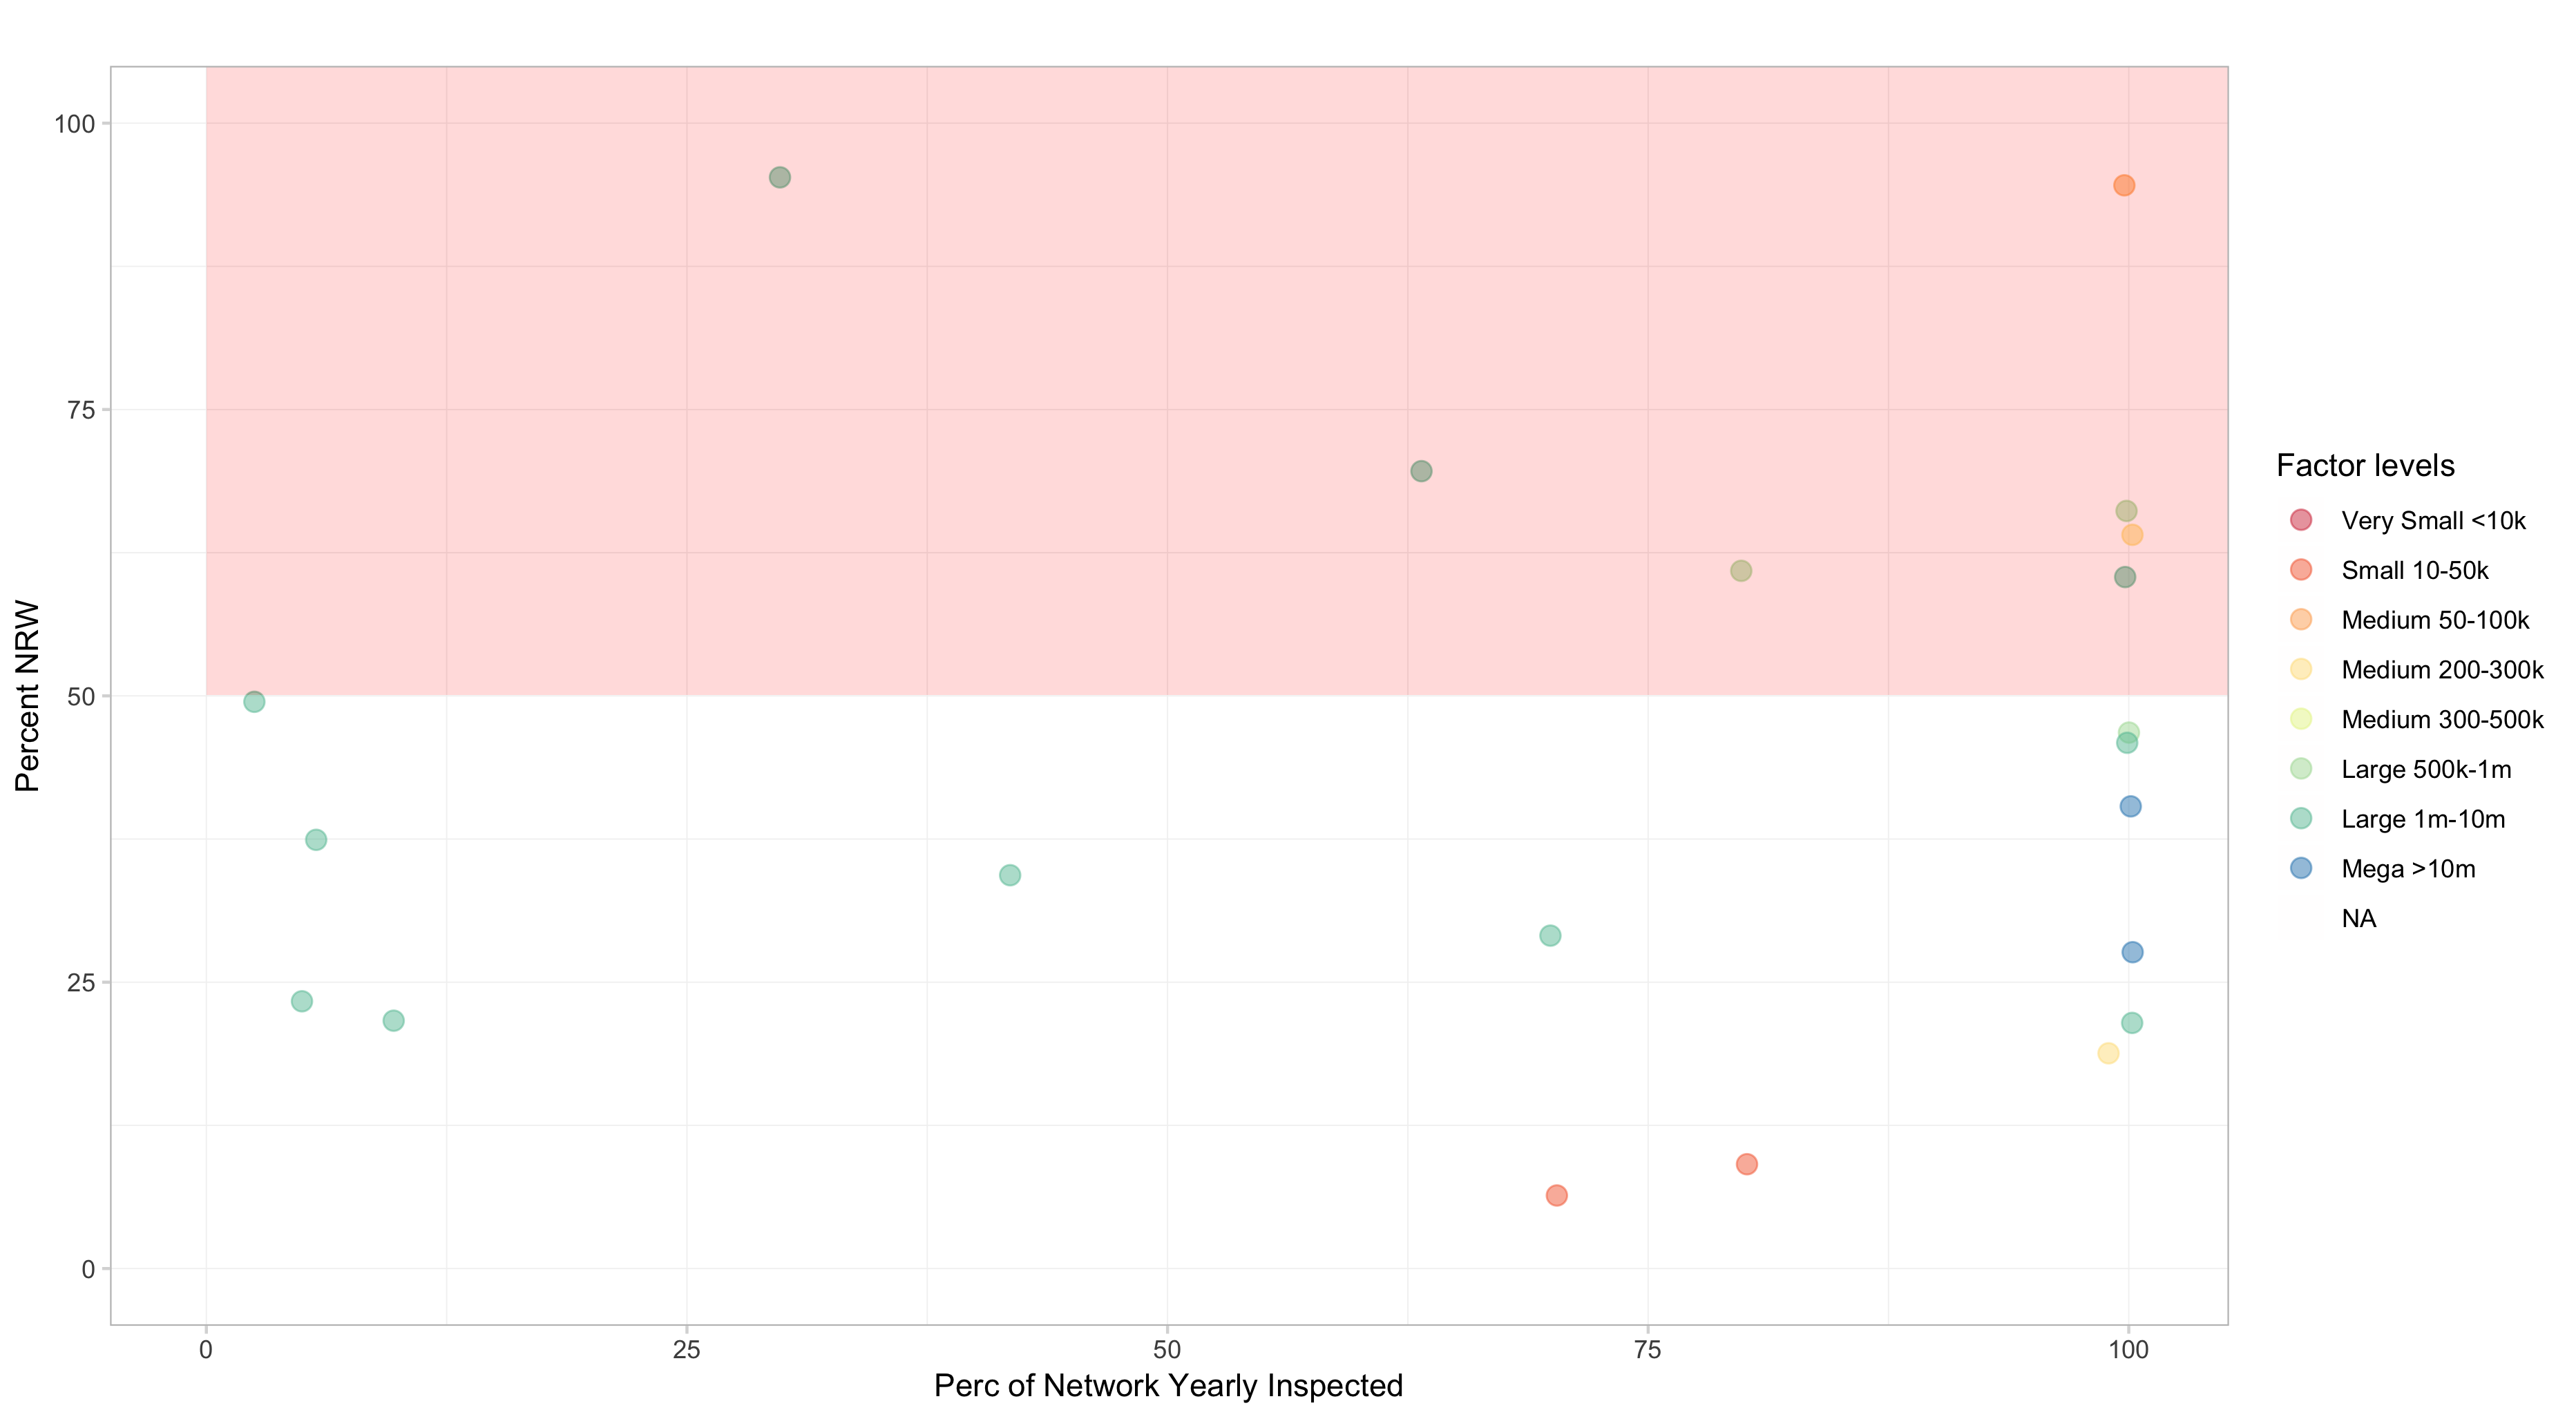 100
75
50
25
0
Percent NRW
0 25 50 75 100
Perc of Network Yearly Inspected
Factor levels
Very Small <10k
Small 10-50k
Medium 50-100k
Medium 200-300k
Medium 300-500k
Large 500k-1m
Large 1m-10m
Mega >10m
NA